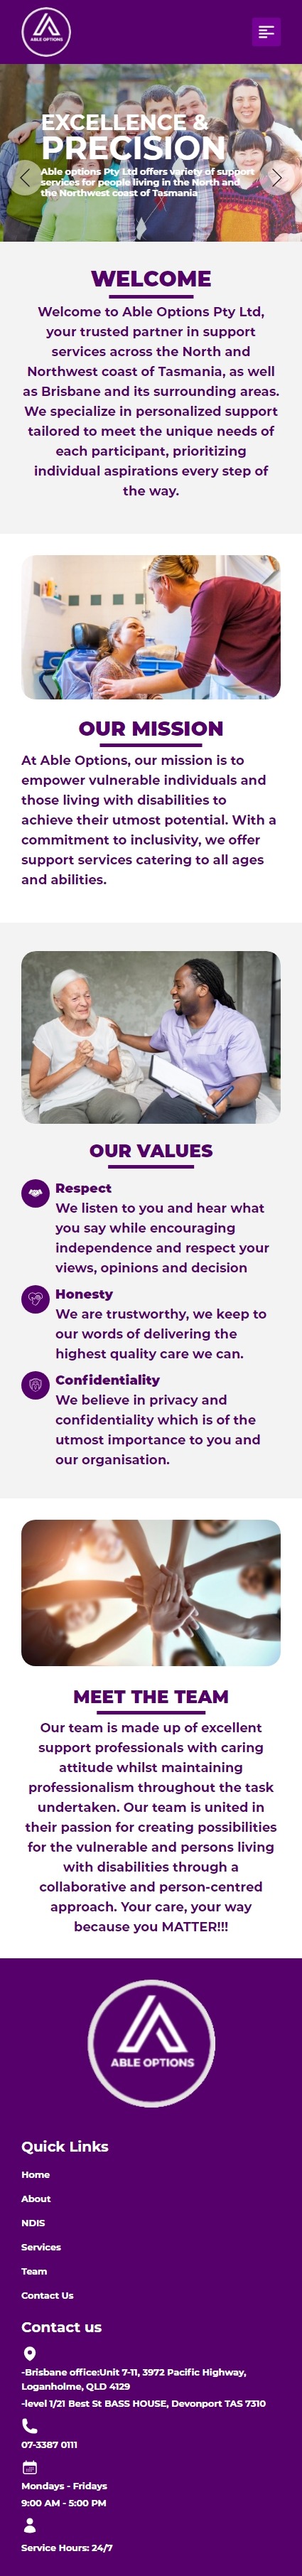 ABLE OPTIONS
EXCELLENCE &
PRECISION
Able options Pty Ltd offers variety of support
services for people living in the North and
the Northwest coast of Tasmania
WELCOME
Welcome to Able Options Pty Ltd,
your trusted partner in support
services across the North and
Northwest coast of Tasmania, as well
as Brisbane and its surrounding areas.
We specialize in personalized support
tailored to meet the unique needs of
each participant, prioritizing
individual aspirations every step of
the way.
OUR MISSION
At Able Options, our mission is to
empower vulnerable individuals and
those living with disabilities to
achieve their utmost potential. With a
commitment to inclusivity, we offer
support services catering to all ages
and abilities.
OUR VALUES
Respect
We listen to you and hear what
you say while encouraging
independence and respect your
views, opinions and decision
Honesty
We are trustworthy, we keep to
our words of delivering the
highest quality care we can.
Confidentiality
We believe in privacy and
confidentiality which is of the
utmost importance to you and
our organisation.
MEET THE TEAM
Our team is made up of excellent
support professionals with caring
attitude whilst maintaining
professionalism throughout the task
undertaken. Our team is united in
their passion for creating possibilities
for the vulnerable and persons living
with disabilities through a
collaborative and person-centred
approach. Your care, your way
because you MATTER!!!
ABLE OPTIONS
Quick Links
Home
About
NDIS
Services
Team
Contact Us
Contact us
-Brisbane office:Unit 7-11, 3972 Pacific Highway,
Loganholme, QLD 4129
-level 1/21 Best St BASS HOUSE, Devonport TAS 7310
07-3387 0111
Mondays - Fridays
9:00 AM - 5:00 PM
Service Hours: 24/7